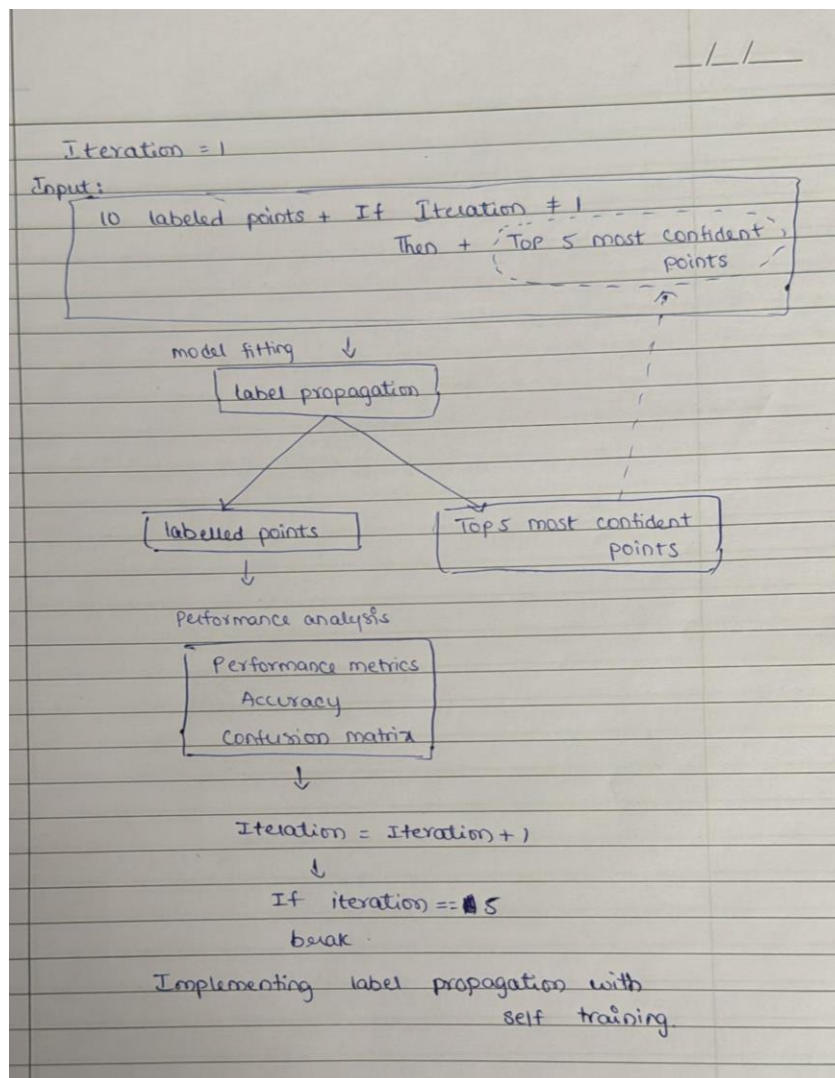 _/_/_
Iteration = 1
Input:
10 labeled points + If Iteration ≠ 1
Then + Top 5 most confident
points
model fitting ↓
label propagation
labelled points
Top 5 most confident
points
↓
Performance analysis
Performance metrics
Accuracy
Confusion matrix
↓
Iteration = Iteration + 1
↓
If iteration == 5
break.
Implementing label propagation with
self training.